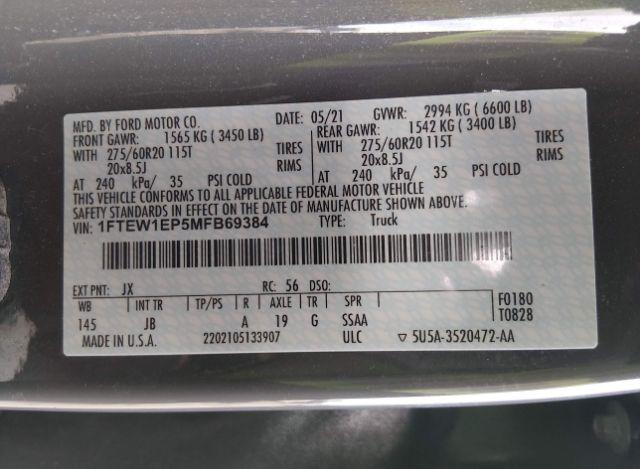 MFD. BY FORD MOTOR CO. DATE: 05/21 GVWR: 2994 KG ( 6600 LB)
FRONT GAWR: 1565 KG ( 3450 LB) REAR GAWR: 1542 KG ( 3400 LB)
WITH 275/60R20 115T TIRES WITH 275/60R20 115T TIRES
20x8.5J RIMS 20x8.5J RIMS
AT 240 kPa/ 35 PSI COLD AT 240 kPa/ 35 PSI COLD
THIS VEHICLE CONFORMS TO ALL APPLICABLE FEDERAL MOTOR VEHICLE
SAFETY STANDARDS IN EFFECT ON THE DATE OF MANUFACTURE SHOWN ABOVE.
VIN: 1FTEW1EP5MFB69384 TYPE: Truck
EXT PNT: JX RC: 56 DSO:
WB INT TR TP/PS R AXLE TR SPR F0180
145 JB A 19 G SSAA T0828
MADE IN U.S.A. 2202105133907 ULC ▽ 5U5A-3520472-AA